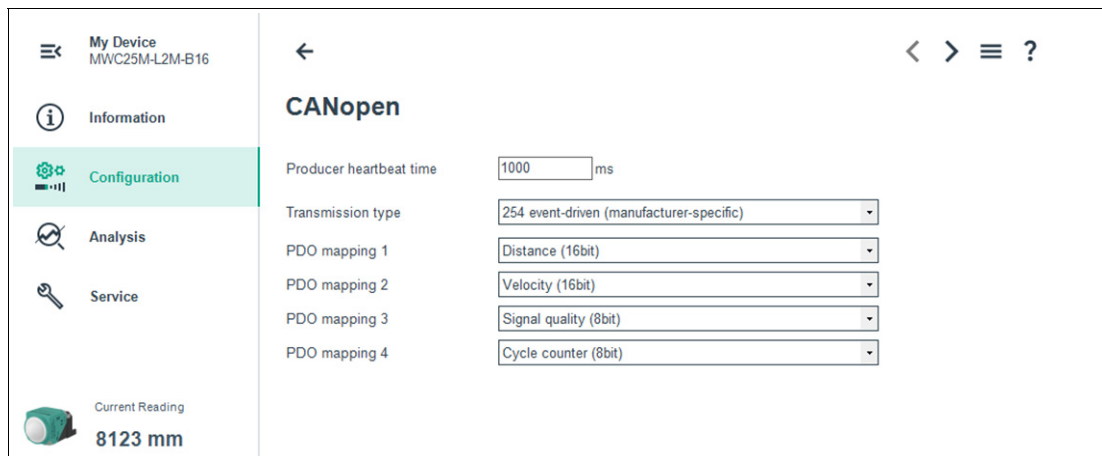 My Device
MWC25M-L2M-B16
Information
Configuration
Analysis
Service
Current Reading
8123 mm
?
CANopen
Producer heartbeat time 1000 ms
Transmission type 254 event-driven (manufacturer-specific)
PDO mapping 1 Distance (16bit)
PDO mapping 2 Velocity (16bit)
PDO mapping 3 Signal quality (8bit)
PDO mapping 4 Cycle counter (8bit)